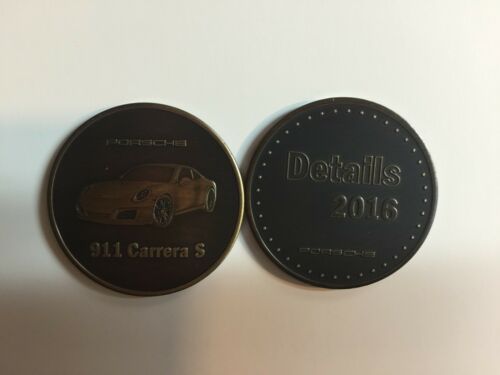 PORSCHE
911 Carrera S
Details
2016
PORSCHE